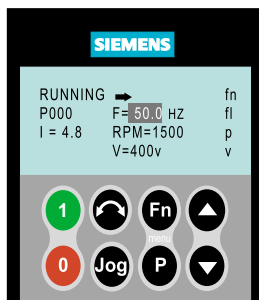 SIEMENS
RUNNING fn
P000 F= 50.0 HZ fl
I = 4.8 RPM=1500 p
V=400v v
1 Fn
menu
0 Jog P